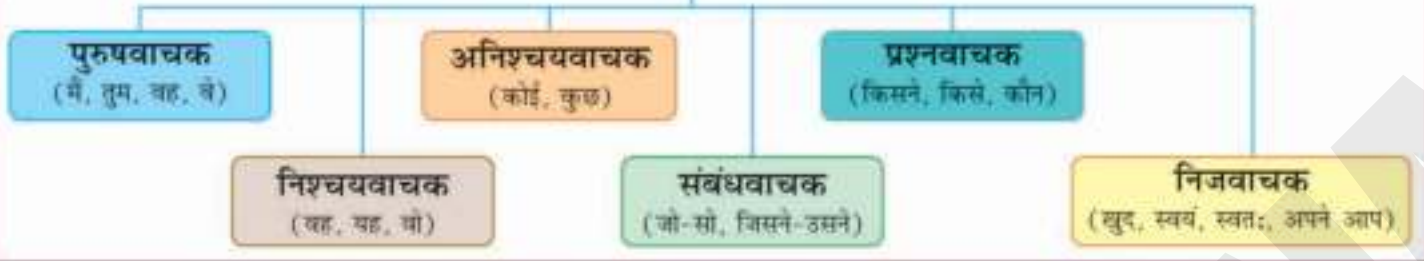 पुरुषवाचक
(मैं, तुम, वह, वे)
अनिश्चयवाचक
(कोई, कुछ)
प्रश्नवाचक
(किसने, किसे, कौन)
निश्चयवाचक
(वह, यह, वो)
संबंधवाचक
(जो-सो, जिसने-उसने)
निजवाचक
(खुद, स्वयं, स्वतः, अपने आप)